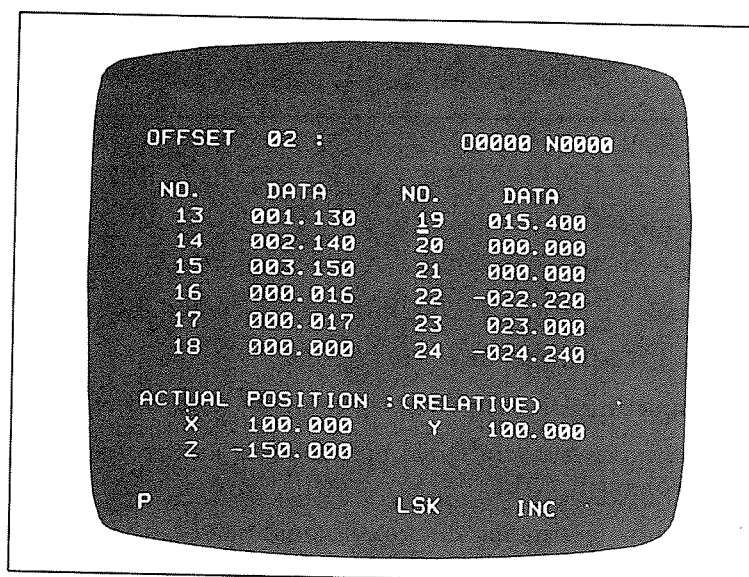 OFFSET 02 : O0000 N0000
NO. DATA NO. DATA
13 001.130 19 015.400
14 002.140 20 000.000
15 003.150 21 000.000
16 000.016 22 -022.220
17 000.017 23 023.000
18 000.000 24 -024.240
ACTUAL POSITION :(RELATIVE)
X 100.000 Y 100.000
Z -150.000
P LSK INC